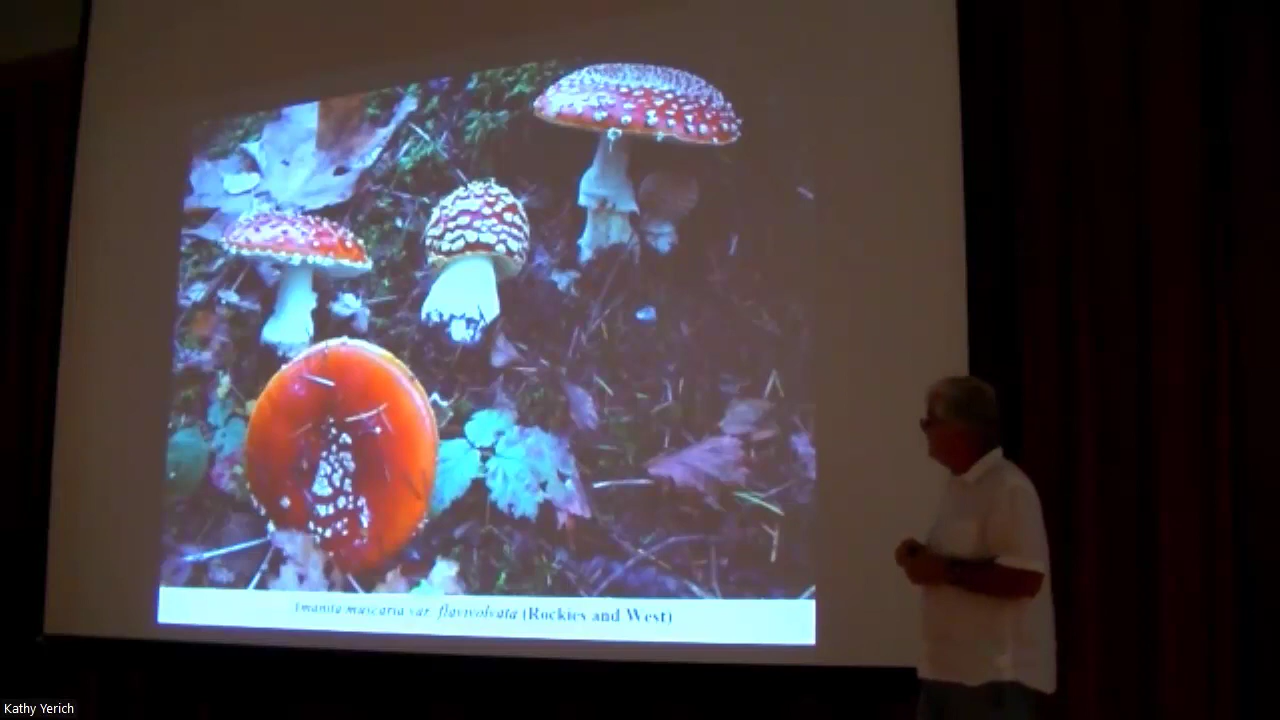 Amanita muscaria var. flavivolvata (Rockies and West)
Kathy Yerich